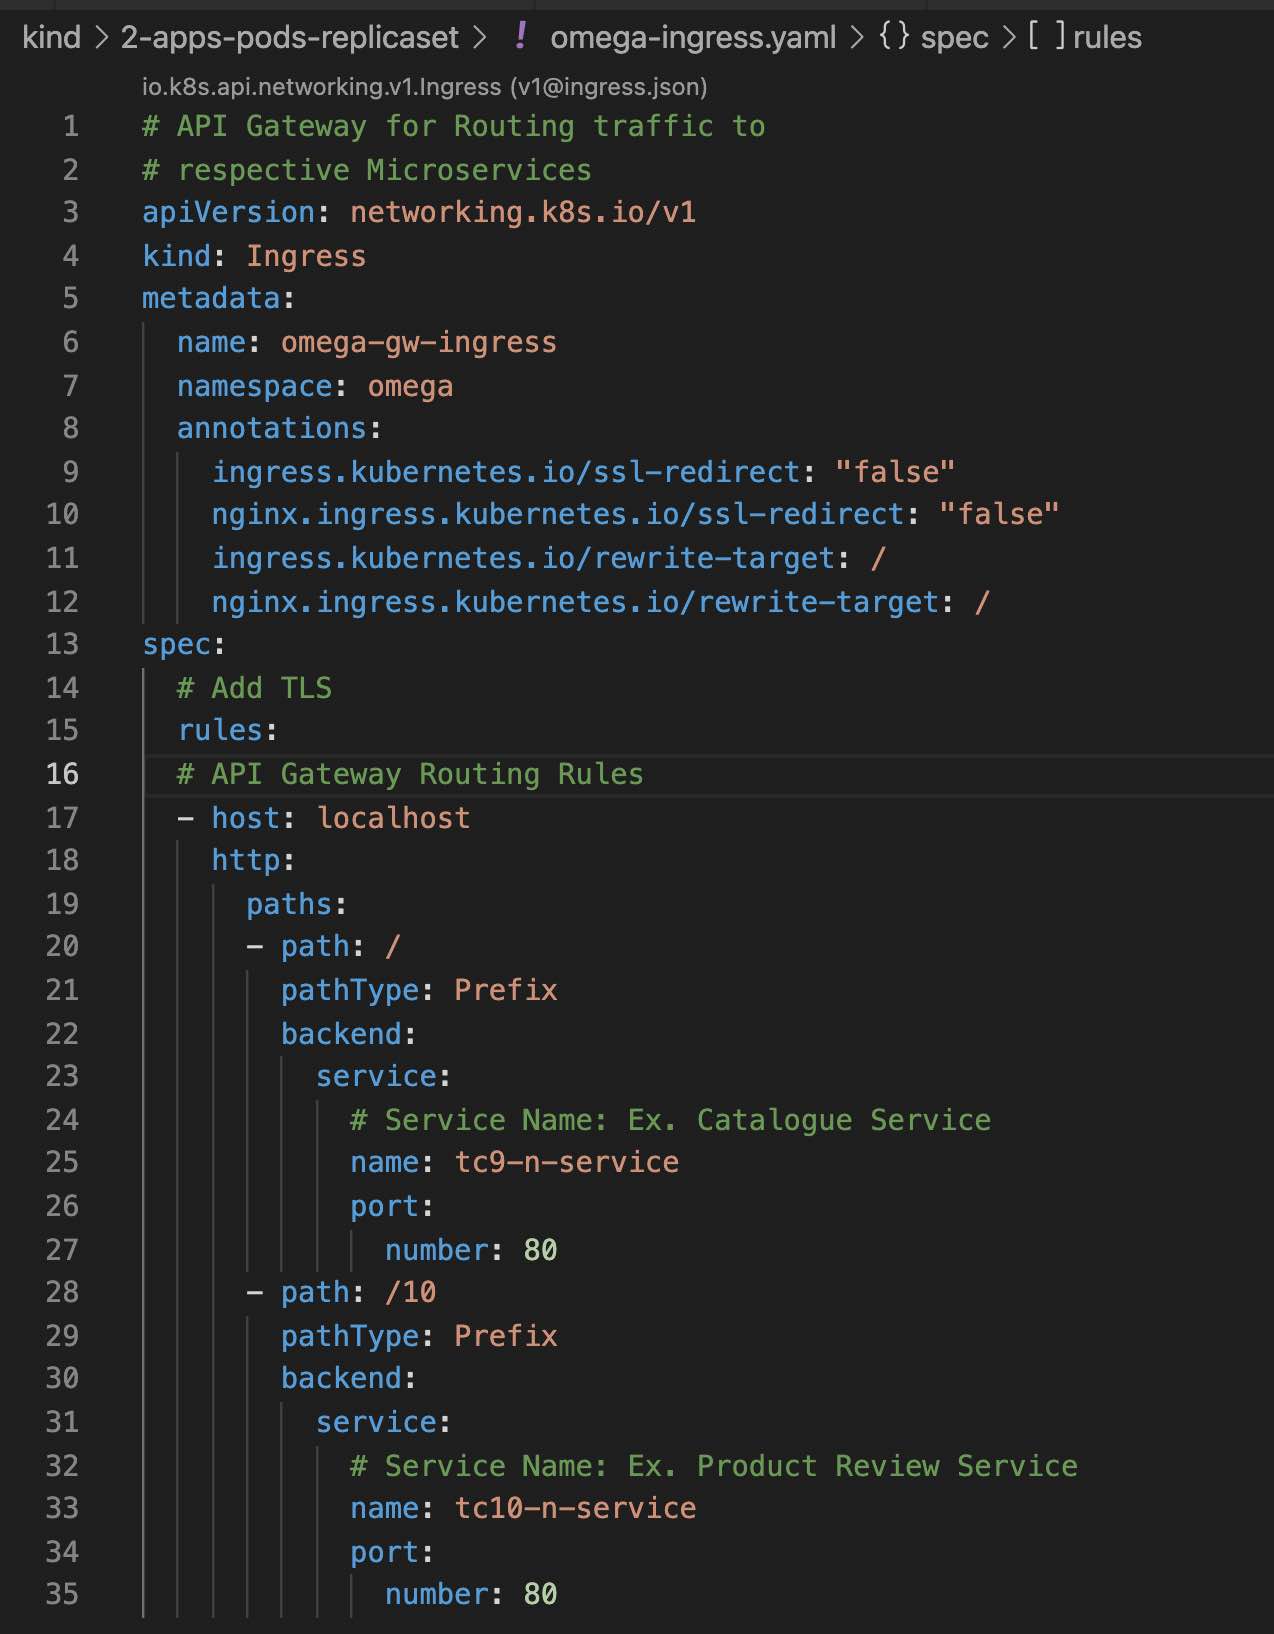 kind > 2-apps-pods-replicaset > ! omega-ingress.yaml > {} spec > [ ] rules
io.k8s.api.networking.v1.Ingress (v1@ingress.json)
1 # API Gateway for Routing traffic to
2 # respective Microservices
3 apiVersion: networking.k8s.io/v1
4 kind: Ingress
5 metadata:
6   name: omega-gw-ingress
7   namespace: omega
8   annotations:
9     ingress.kubernetes.io/ssl-redirect: "false"
10     nginx.ingress.kubernetes.io/ssl-redirect: "false"
11     ingress.kubernetes.io/rewrite-target: /
12     nginx.ingress.kubernetes.io/rewrite-target: /
13 spec:
14   # Add TLS
15   rules:
16   # API Gateway Routing Rules
17   - host: localhost
18     http:
19       paths:
20       - path: /
21         pathType: Prefix
22         backend:
23           service:
24             # Service Name: Ex. Catalogue Service
25             name: tc9-n-service
26             port:
27               number: 80
28       - path: /10
29         pathType: Prefix
30         backend:
31           service:
32             # Service Name: Ex. Product Review Service
33             name: tc10-n-service
34             port:
35               number: 80